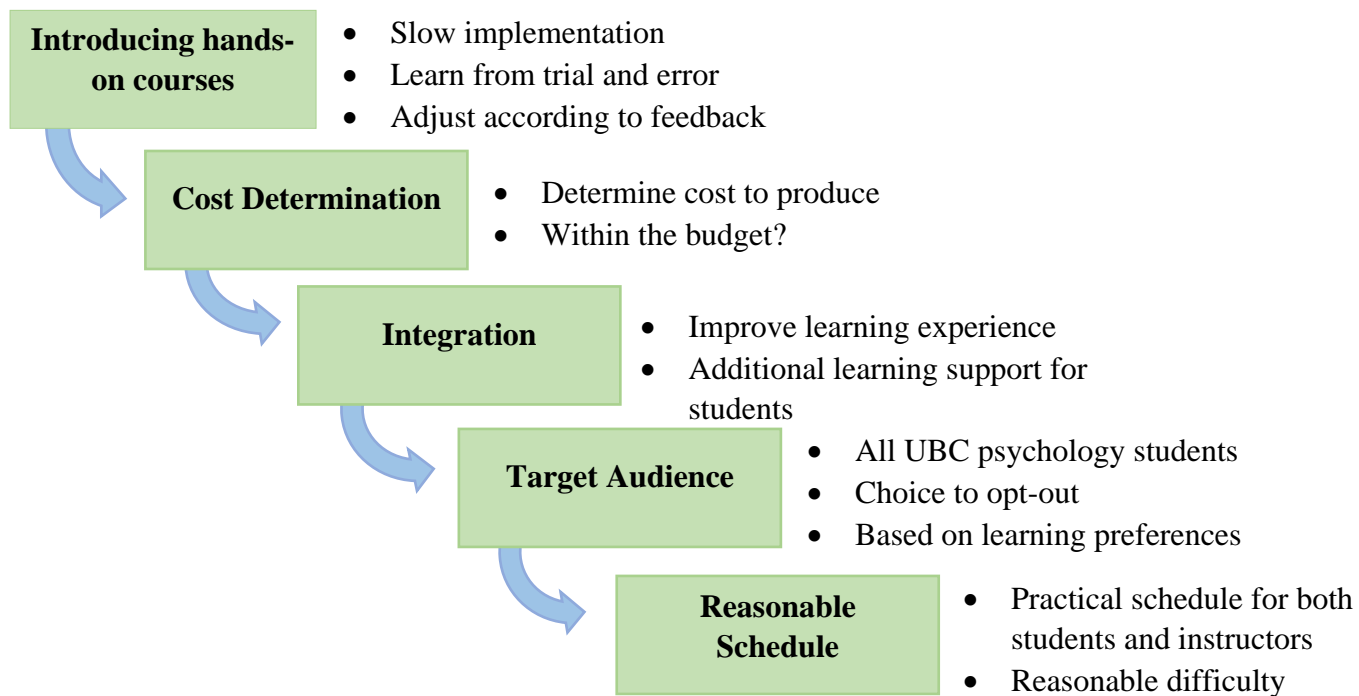 Introducing hands-
on courses
• Slow implementation
• Learn from trial and error
• Adjust according to feedback
Cost Determination
• Determine cost to produce
• Within the budget?
Integration
• Improve learning experience
• Additional learning support for
students
Target Audience
• All UBC psychology students
• Choice to opt-out
• Based on learning preferences
Reasonable
Schedule
• Practical schedule for both
students and instructors
• Reasonable difficulty